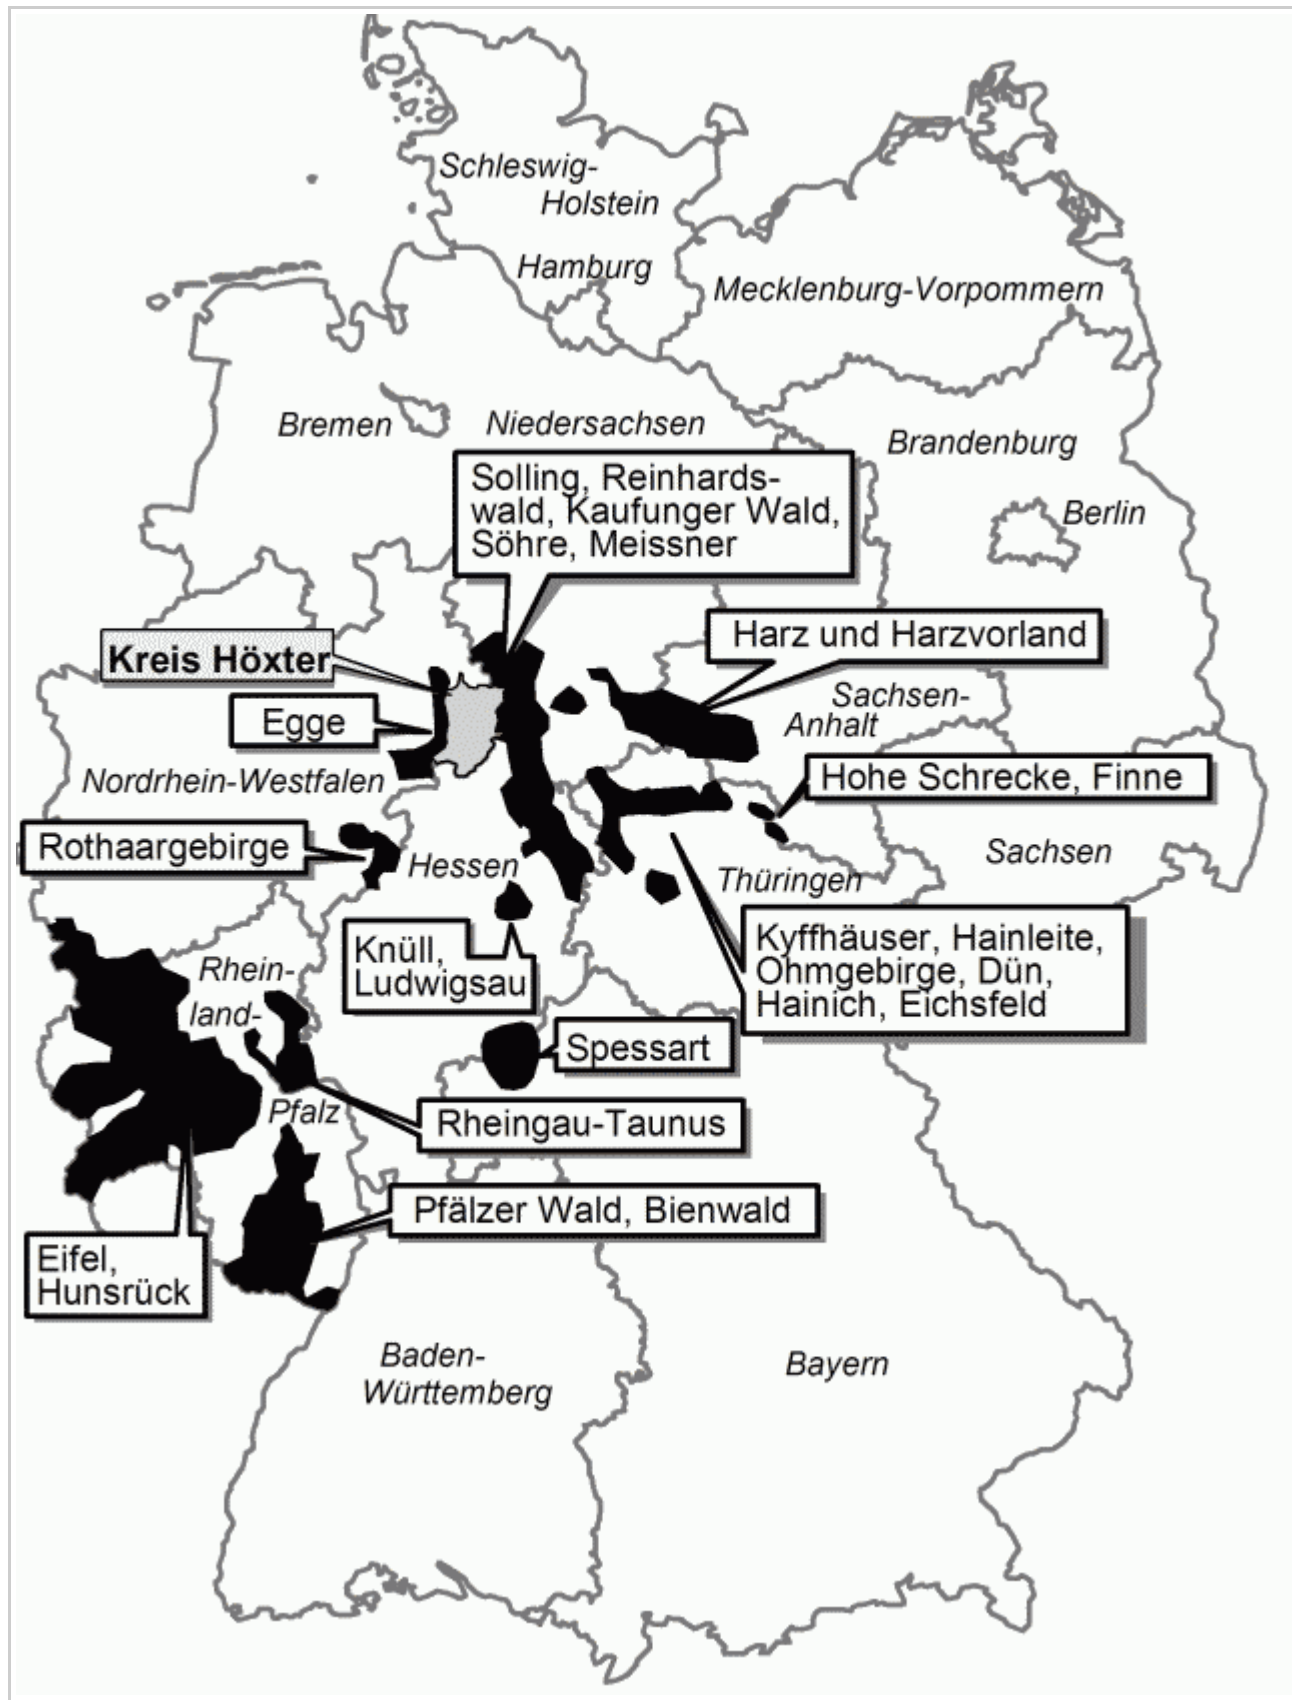 Schleswig-
Holstein
Hamburg
Mecklenburg-Vorpommern
Bremen
Niedersachsen
Brandenburg
Berlin
Solling, Reinhards-
wald, Kaufunger Wald,
Söhre, Meissner
Harz und Harzvorland
Kreis Höxter
Egge
Sachsen-
Anhalt
Nordrhein-Westfalen
Hohe Schrecke, Finne
Rothaargebirge
Hessen
Thüringen
Sachsen
Knüll,
Ludwigsau
Kyffhäuser, Hainleite,
Ohmgebirge, Dün,
Hainich, Eichsfeld
Rhein-
land-
Pfalz
Spessart
Rheingau-Taunus
Pfälzer Wald, Bienwald
Eifel,
Hunsrück
Baden-
Württemberg
Bayern